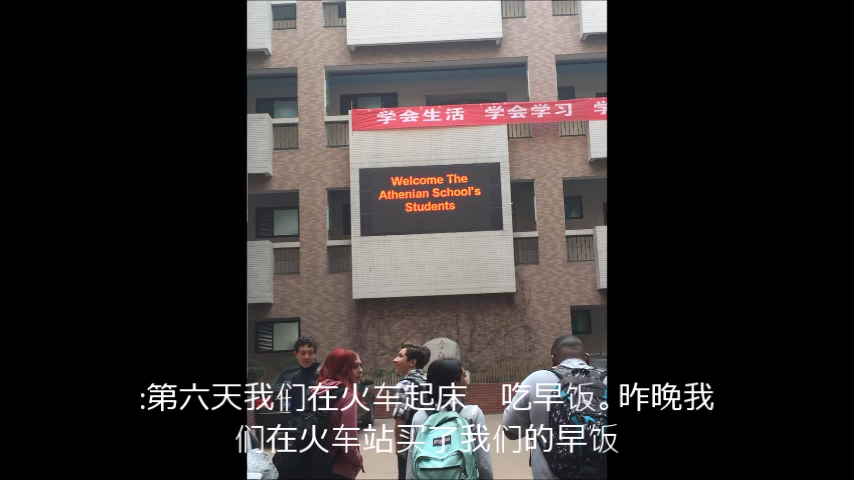 学会生活 学会学习 学
Welcome The
Athenian School's
Students
:第六天我们在火车起床 吃早饭。昨晚我
们在火车站买了我们的早饭